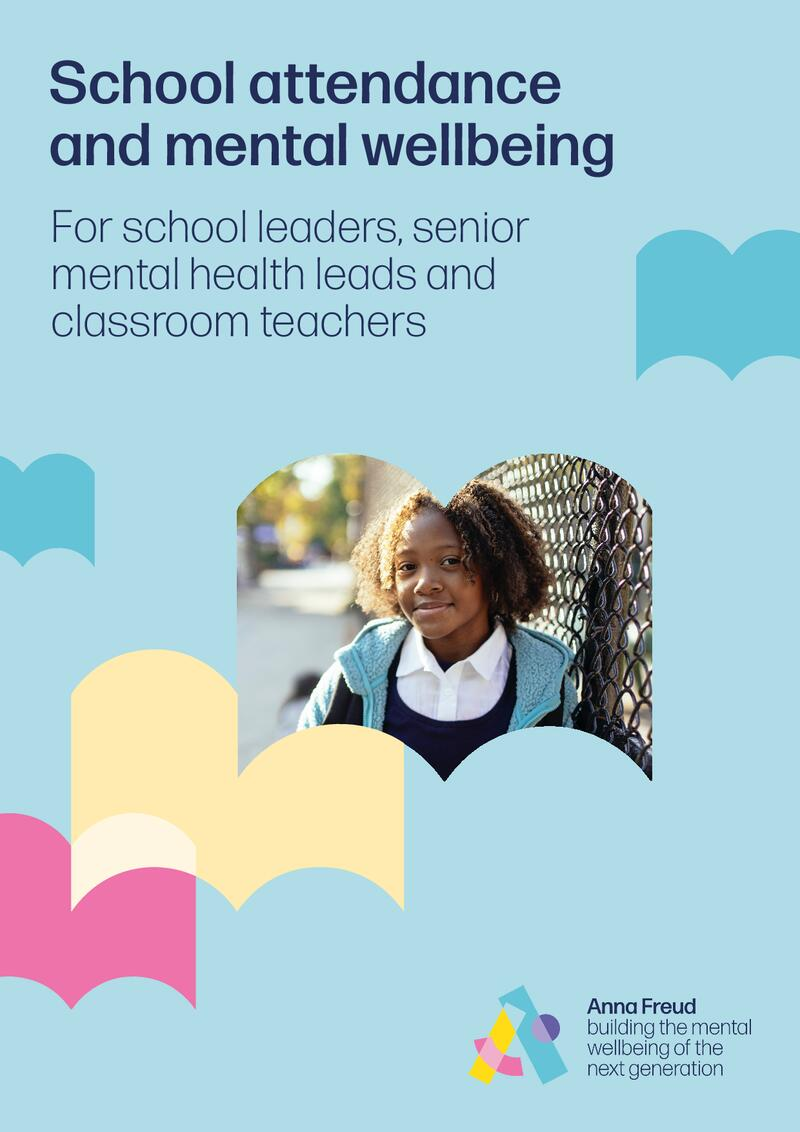 School attendance
and mental wellbeing
For school leaders, senior
mental health leads and
classroom teachers
Anna Freud
building the mental
wellbeing of the
next generation